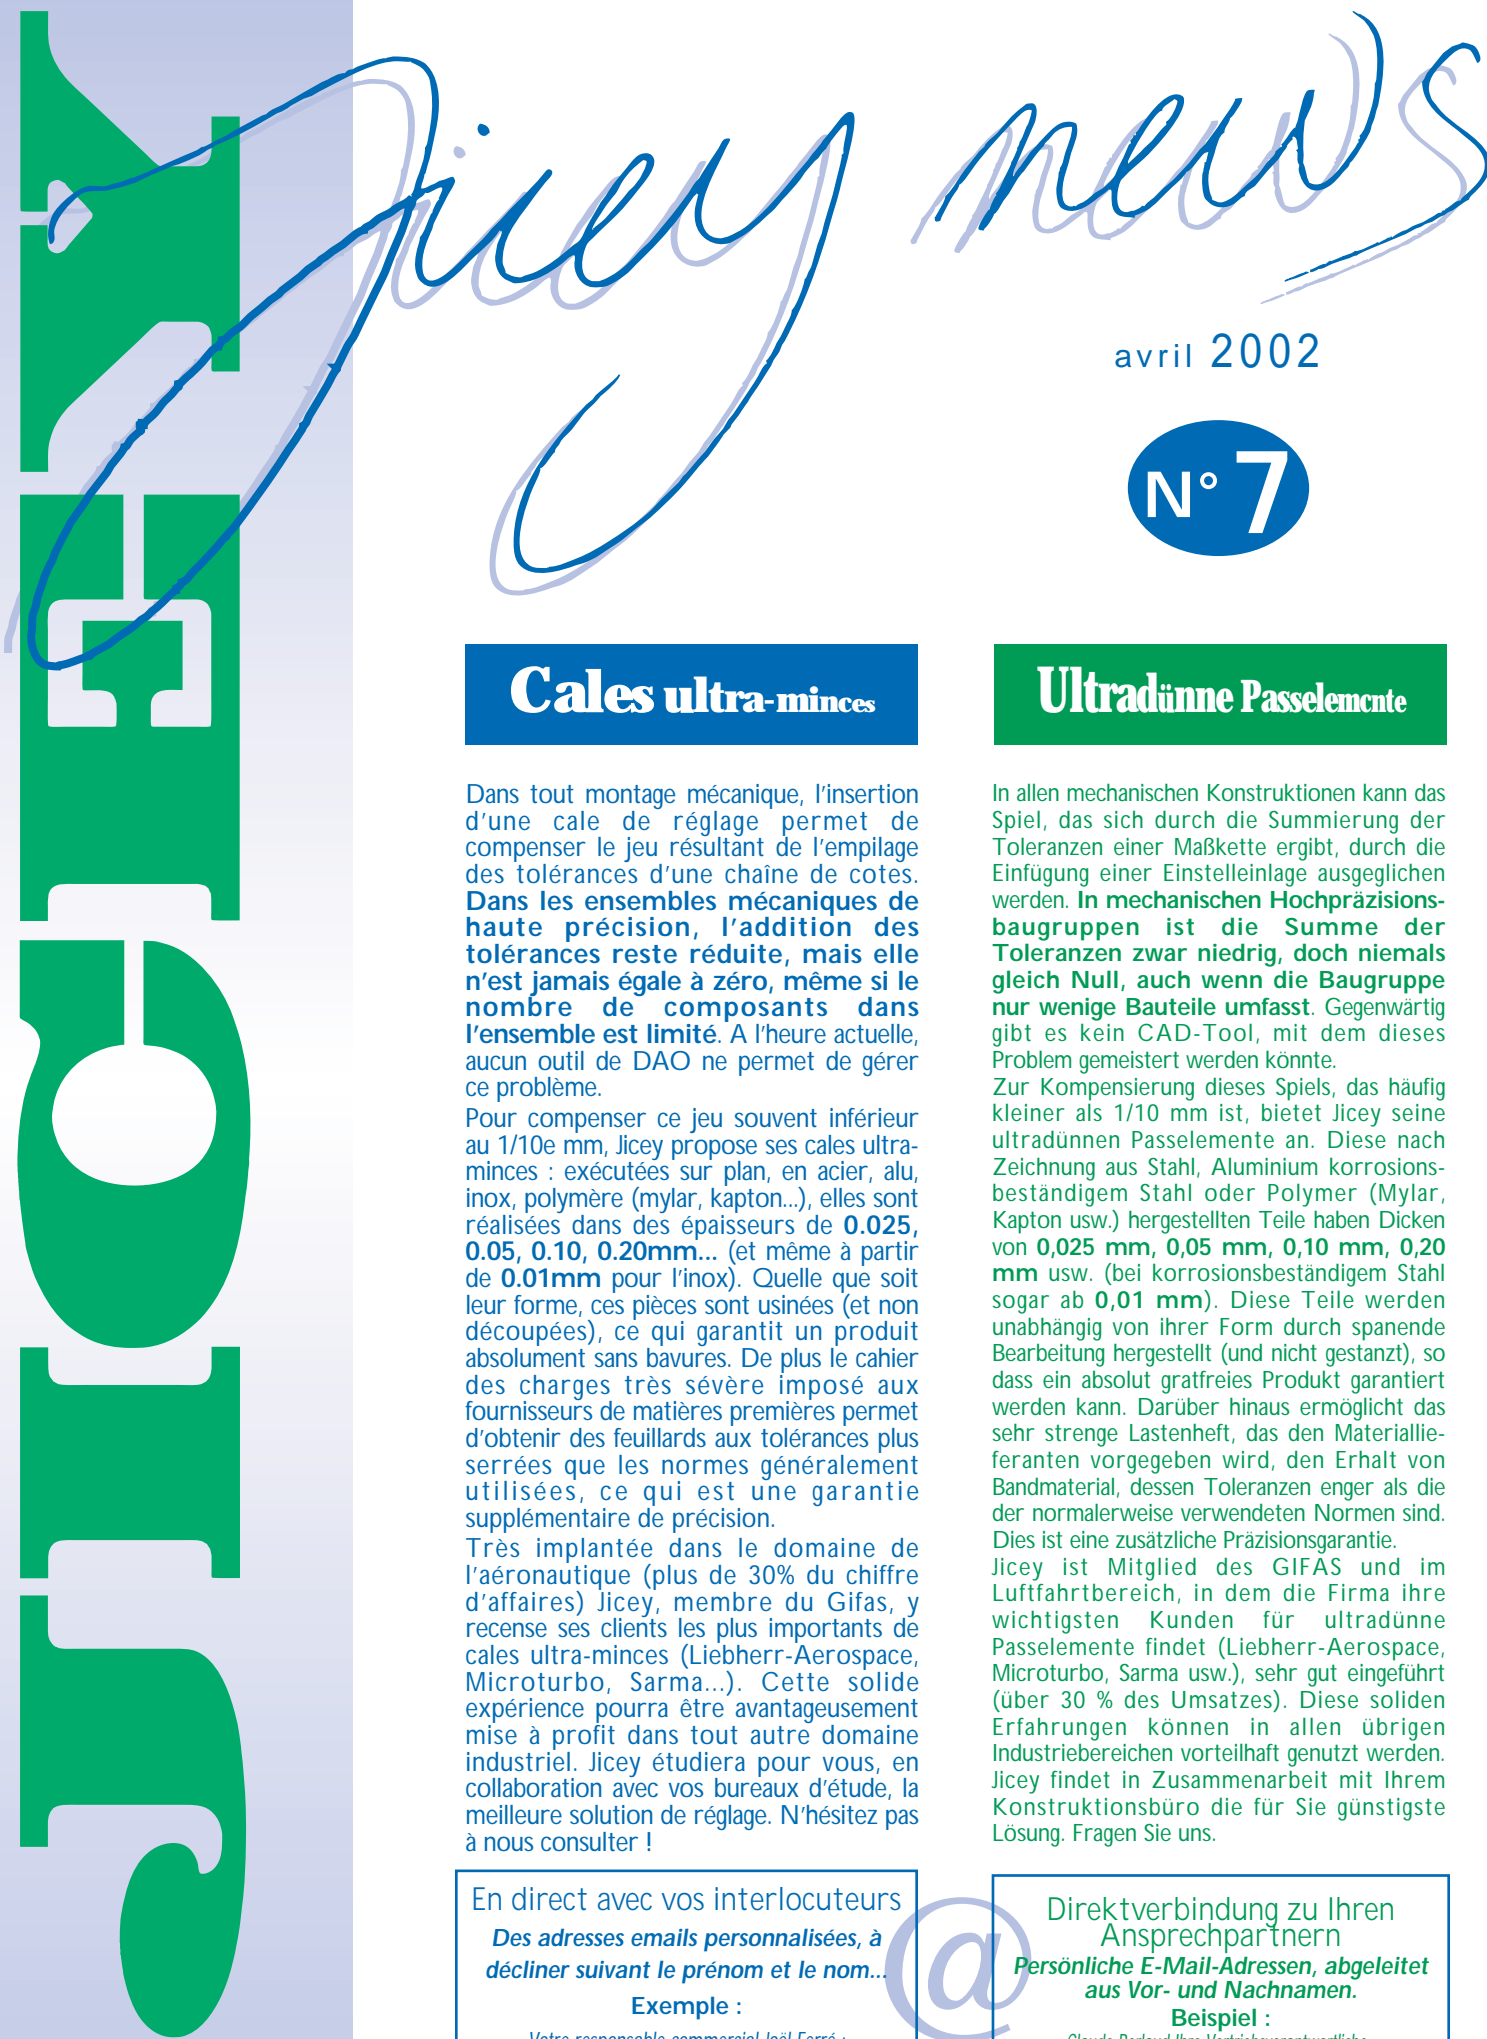 JICEY
Jicey news
avril 2002
N° 7
Cales ultra-minces
Dans tout montage mécanique, l'insertion
d'une cale de réglage permet de
compenser le jeu résultant de l'empilage
des tolérances d'une chaîne de cotes.
Dans les ensembles mécaniques de
haute précision, l'addition des
tolérances reste réduite, mais elle
n'est jamais égale à zéro, même si le
nombre de composants dans
l'ensemble est limité. A l'heure actuelle,
aucun outil de DAO ne permet de gérer
ce problème.
Pour compenser ce jeu souvent inférieur
au 1/10e mm, Jicey propose ses cales ultra-
minces : exécutées sur plan, en acier, alu,
inox, polymère (mylar, kapton...), elles sont
réalisées dans des épaisseurs de 0.025,
0.05, 0.10, 0.20mm... (et même à partir
de 0.01mm pour l'inox). Quelle que soit
leur forme, ces pièces sont usinées (et non
découpées), ce qui garantit un produit
absolument sans bavures. De plus le cahier
des charges très sévère imposé aux
fournisseurs de matières premières permet
d'obtenir des feuillards aux tolérances plus
serrées que les normes généralement
utilisées, ce qui est une garantie
supplémentaire de précision.
Très implantée dans le domaine de
l'aéronautique (plus de 30% du chiffre
d'affaires) Jicey, membre du Gifas, y
recense ses clients les plus importants de
cales ultra-minces (Liebherr-Aerospace,
Microturbo, Sarma...). Cette solide
expérience pourra être avantageusement
mise à profit dans tout autre domaine
industriel. Jicey étudiera pour vous, en
collaboration avec vos bureaux d'étude, la
meilleure solution de réglage. N'hésitez pas
à nous consulter !
En direct avec vos interlocuteurs
Des adresses emails personnalisées, à
décliner suivant le prénom et le nom...
Exemple :
Votre responsable commercial Joël Ferré :
@
Ultradünne Passelemcnte
In allen mechanischen Konstruktionen kann das
Spiel, das sich durch die Summierung der
Toleranzen einer Maßkette ergibt, durch die
Einfügung einer Einstelleinlage ausgeglichen
werden. In mechanischen Hochpräzisions-
baugruppen ist die Summe der
Toleranzen zwar niedrig, doch niemals
gleich Null, auch wenn die Baugruppe
nur wenige Bauteile umfasst. Gegenwärtig
gibt es kein CAD-Tool, mit dem dieses
Problem gemeistert werden könnte.
Zur Kompensierung dieses Spiels, das häufig
kleiner als 1/10 mm ist, bietet Jicey seine
ultradünnen Passelemente an. Diese nach
Zeichnung aus Stahl, Aluminium korrosions-
beständigem Stahl oder Polymer (Mylar,
Kapton usw.) hergestellten Teile haben Dicken
von 0,025 mm, 0,05 mm, 0,10 mm, 0,20
mm usw. (bei korrosionsbeständigem Stahl
sogar ab 0,01 mm). Diese Teile werden
unabhängig von ihrer Form durch spanende
Bearbeitung hergestellt (und nicht gestanzt), so
dass ein absolut gratfreies Produkt garantiert
werden kann. Darüber hinaus ermöglicht das
sehr strenge Lastenheft, das den Materiallie-
feranten vorgegeben wird, den Erhalt von
Bandmaterial, dessen Toleranzen enger als die
der normalerweise verwendeten Normen sind.
Dies ist eine zusätzliche Präzisionsgarantie.
Jicey ist Mitglied des GIFAS und im
Luftfahrtbereich, in dem die Firma ihre
wichtigsten Kunden für ultradünne
Passelemente findet (Liebherr-Aerospace,
Microturbo, Sarma usw.), sehr gut eingeführt
(über 30 % des Umsatzes). Diese soliden
Erfahrungen können in allen übrigen
Industriebereichen vorteilhaft genutzt werden.
Jicey findet in Zusammenarbeit mit Ihrem
Konstruktionsbüro die für Sie günstigste
Lösung. Fragen Sie uns.
Direktverbindung zu Ihren
Ansprechpartnern
Persönliche E-Mail-Adressen, abgeleitet
aus Vor- und Nachnamen.
Beispiel :